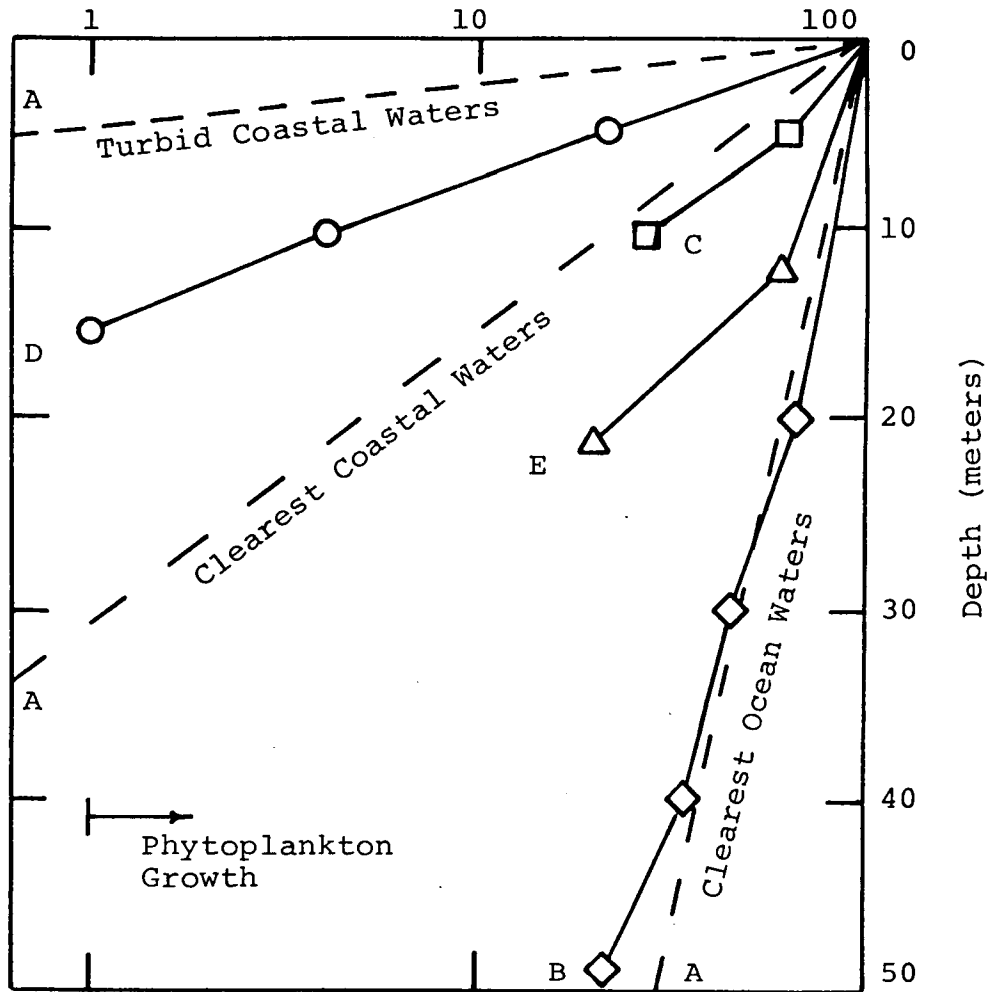 1 10 100
0
A
Turbid Coastal Waters
10
C
D
Clearest Coastal Waters
20
E
Depth (meters)
Clearest Ocean Waters
30
A
40
Phytoplankton
Growth
B A 50